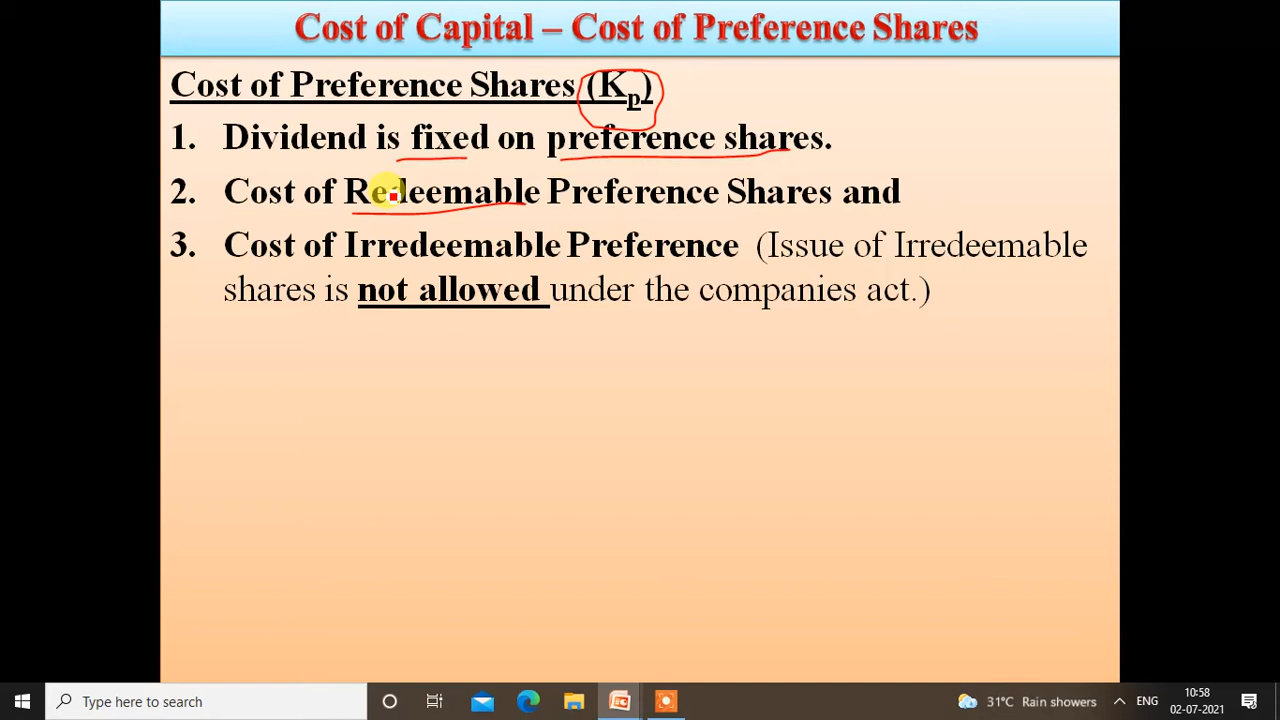 Cost of Capital – Cost of Preference Shares
Cost of Preference Shares (Kp)
1. Dividend is fixed on preference shares.
2. Cost of Redeemable Preference Shares and
3. Cost of Irredeemable Preference (Issue of Irredeemable
shares is not allowed under the companies act.)
Type here to search
31°C Rain showers
ENG
10:58
02-07-2021